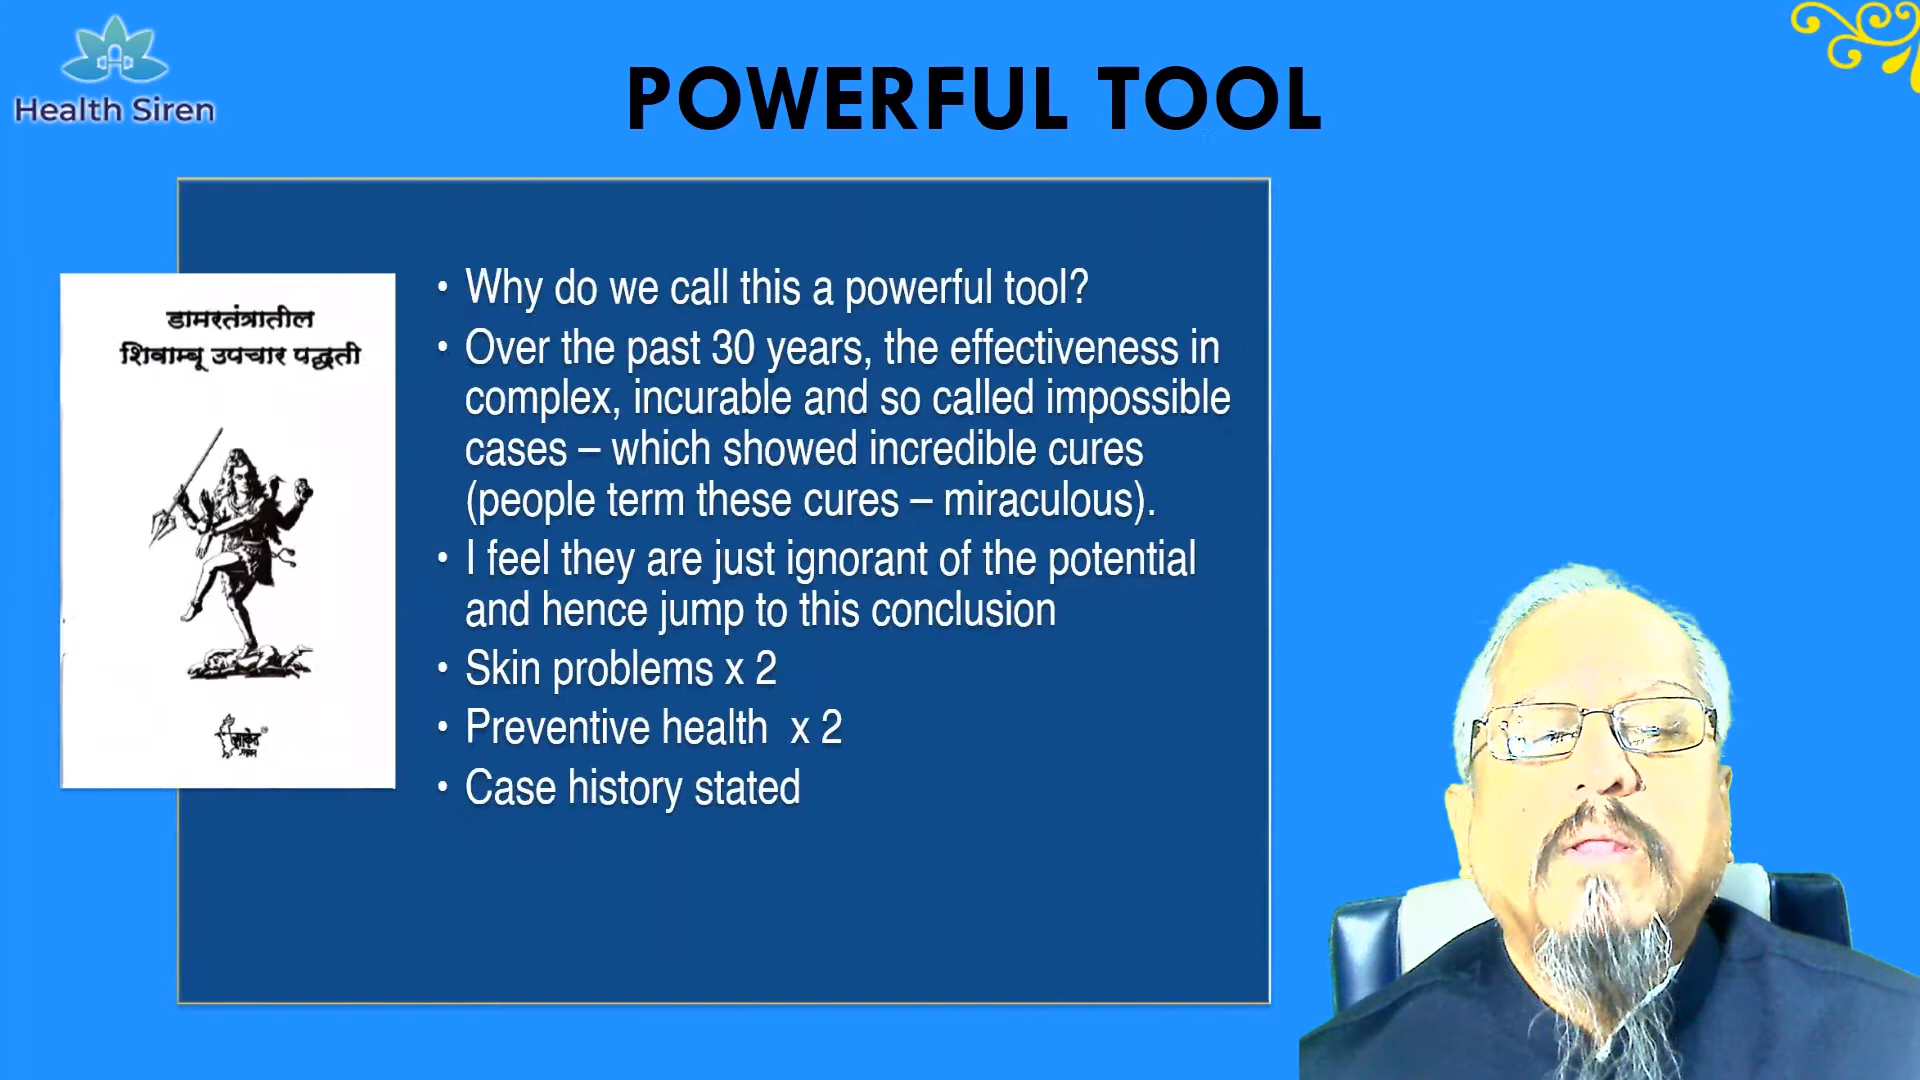 Health Siren
POWERFUL TOOL
डामरतंत्रातील
शिवाम्बू उपचार पद्धती
साकेत
• Why do we call this a powerful tool?
• Over the past 30 years, the effectiveness in
complex, incurable and so called impossible
cases – which showed incredible cures
(people term these cures – miraculous).
• I feel they are just ignorant of the potential
and hence jump to this conclusion
• Skin problems x 2
• Preventive health  x 2
• Case history stated